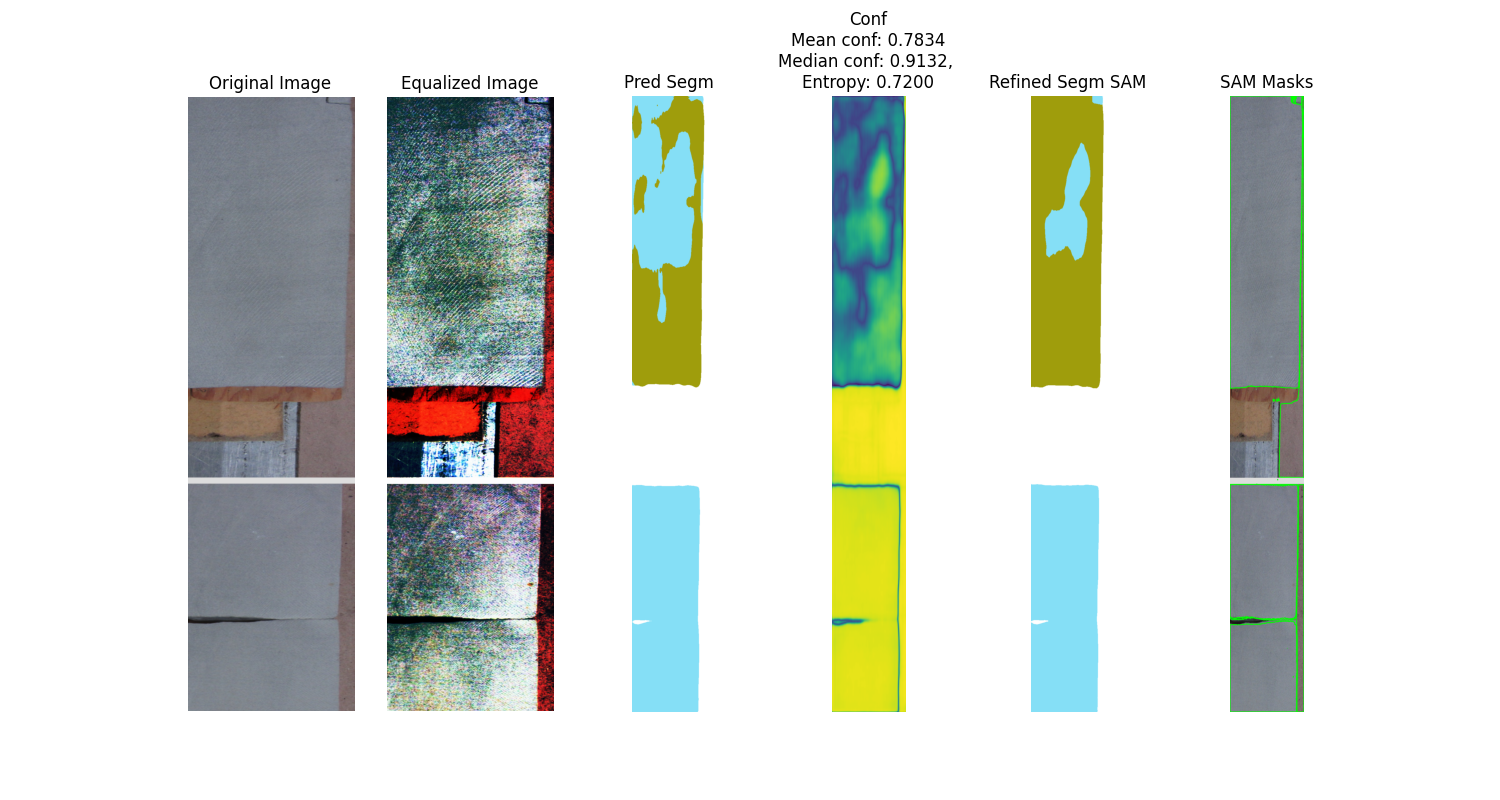 Original Image
Equalized Image
Pred Segm
Conf
Mean conf: 0.7834
Median conf: 0.9132,
Entropy: 0.7200
Refined Segm SAM
SAM Masks